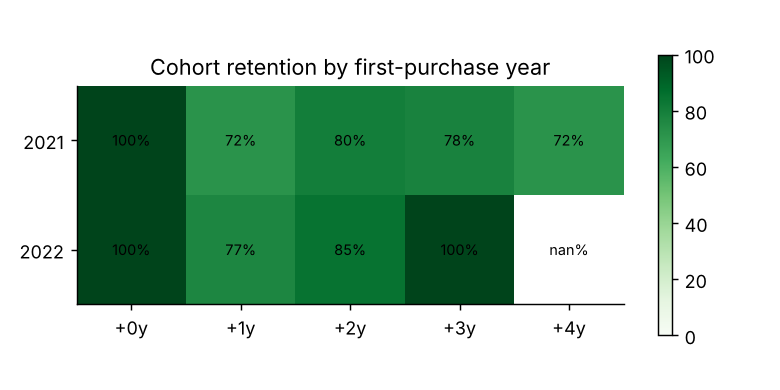 Cohort retention by first-purchase year
100
2021 100% 72% 80% 78% 72%
80
60
2022 100% 77% 85% 100% nan%
40
20
0
+0y +1y +2y +3y +4y